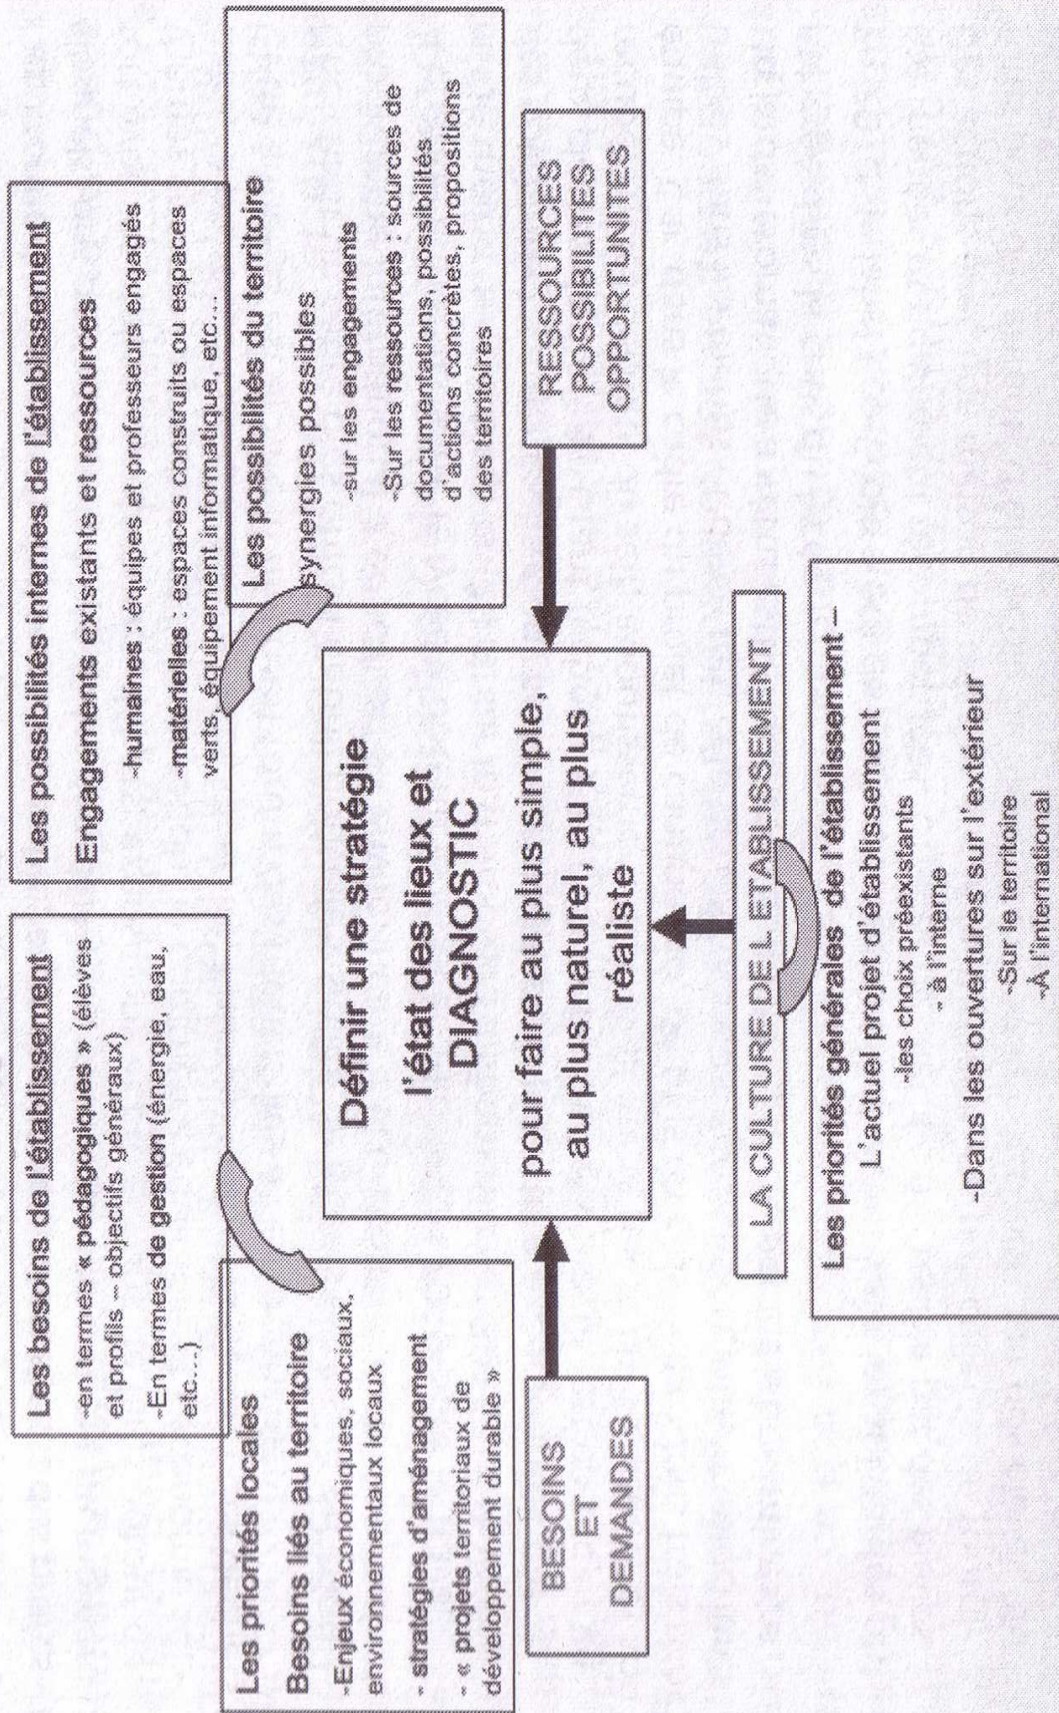 Les besoins de l'établissement
-en termes « pédagogiques » (élèves
et profils – objectifs généraux)
-En termes de gestion (énergie, eau,
etc...)
Les priorités locales
Besoins liés au territoire
-Enjeux économiques, sociaux,
environnementaux locaux
- stratégies d'aménagement
- « projets territoriaux de
développement durable »
BESOINS
ET
DEMANDES
Les possibilités internes de l'établissement
Engagements existants et ressources
-humaines : équipes et professeurs engagés
-matérielles : espaces construits ou espaces
verts, équipement informatique, etc...
Les possibilités du territoire
synergies possibles
-sur les engagements
-Sur les ressources : sources de
documentations, possibilités
d'actions concrètes, propositions
des territoires
RESSOURCES
POSSIBILITES
OPPORTUNITES
Définir une stratégie
l'état des lieux et
DIAGNOSTIC
pour faire au plus simple,
au plus naturel, au plus
réaliste
LA CULTURE DE L ETABLISSEMENT
Les priorités générales de l'établissement –
L'actuel projet d'établissement
-les choix préexistants
- à l'interne
-Dans les ouvertures sur l'extérieur
-Sur le territoire
-À l'international